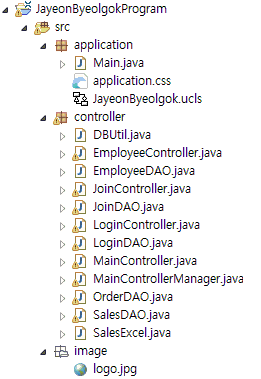 JayeonByeolgokProgram
src
application
Main.java
application.css
JayeonByeolgok.ucls
controller
DBUtil.java
EmployeeController.java
EmployeeDAO.java
JoinController.java
JoinDAO.java
LoginController.java
LoginDAO.java
MainController.java
MainControllerManager.java
OrderDAO.java
SalesDAO.java
SalesExcel.java
image
logo.jpg